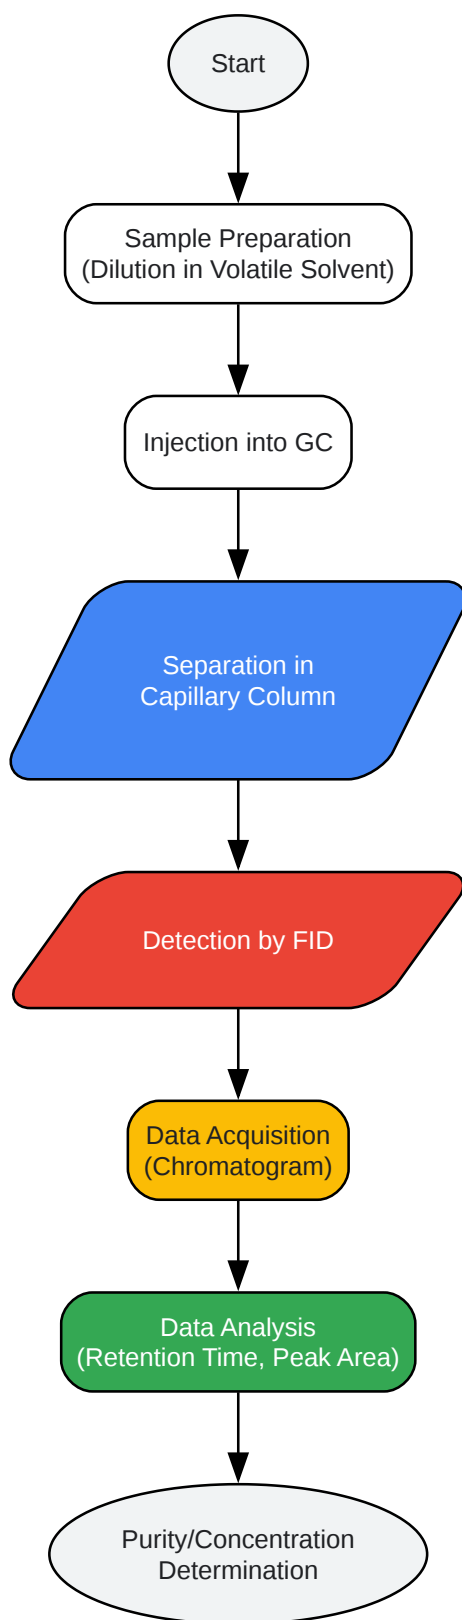 Start
Sample Preparation
(Dilution in Volatile Solvent)
Injection into GC
Separation in
Capillary Column
Detection by FID
Data Acquisition
(Chromatogram)
Data Analysis
(Retention Time, Peak Area)
Purity/Concentration
Determination